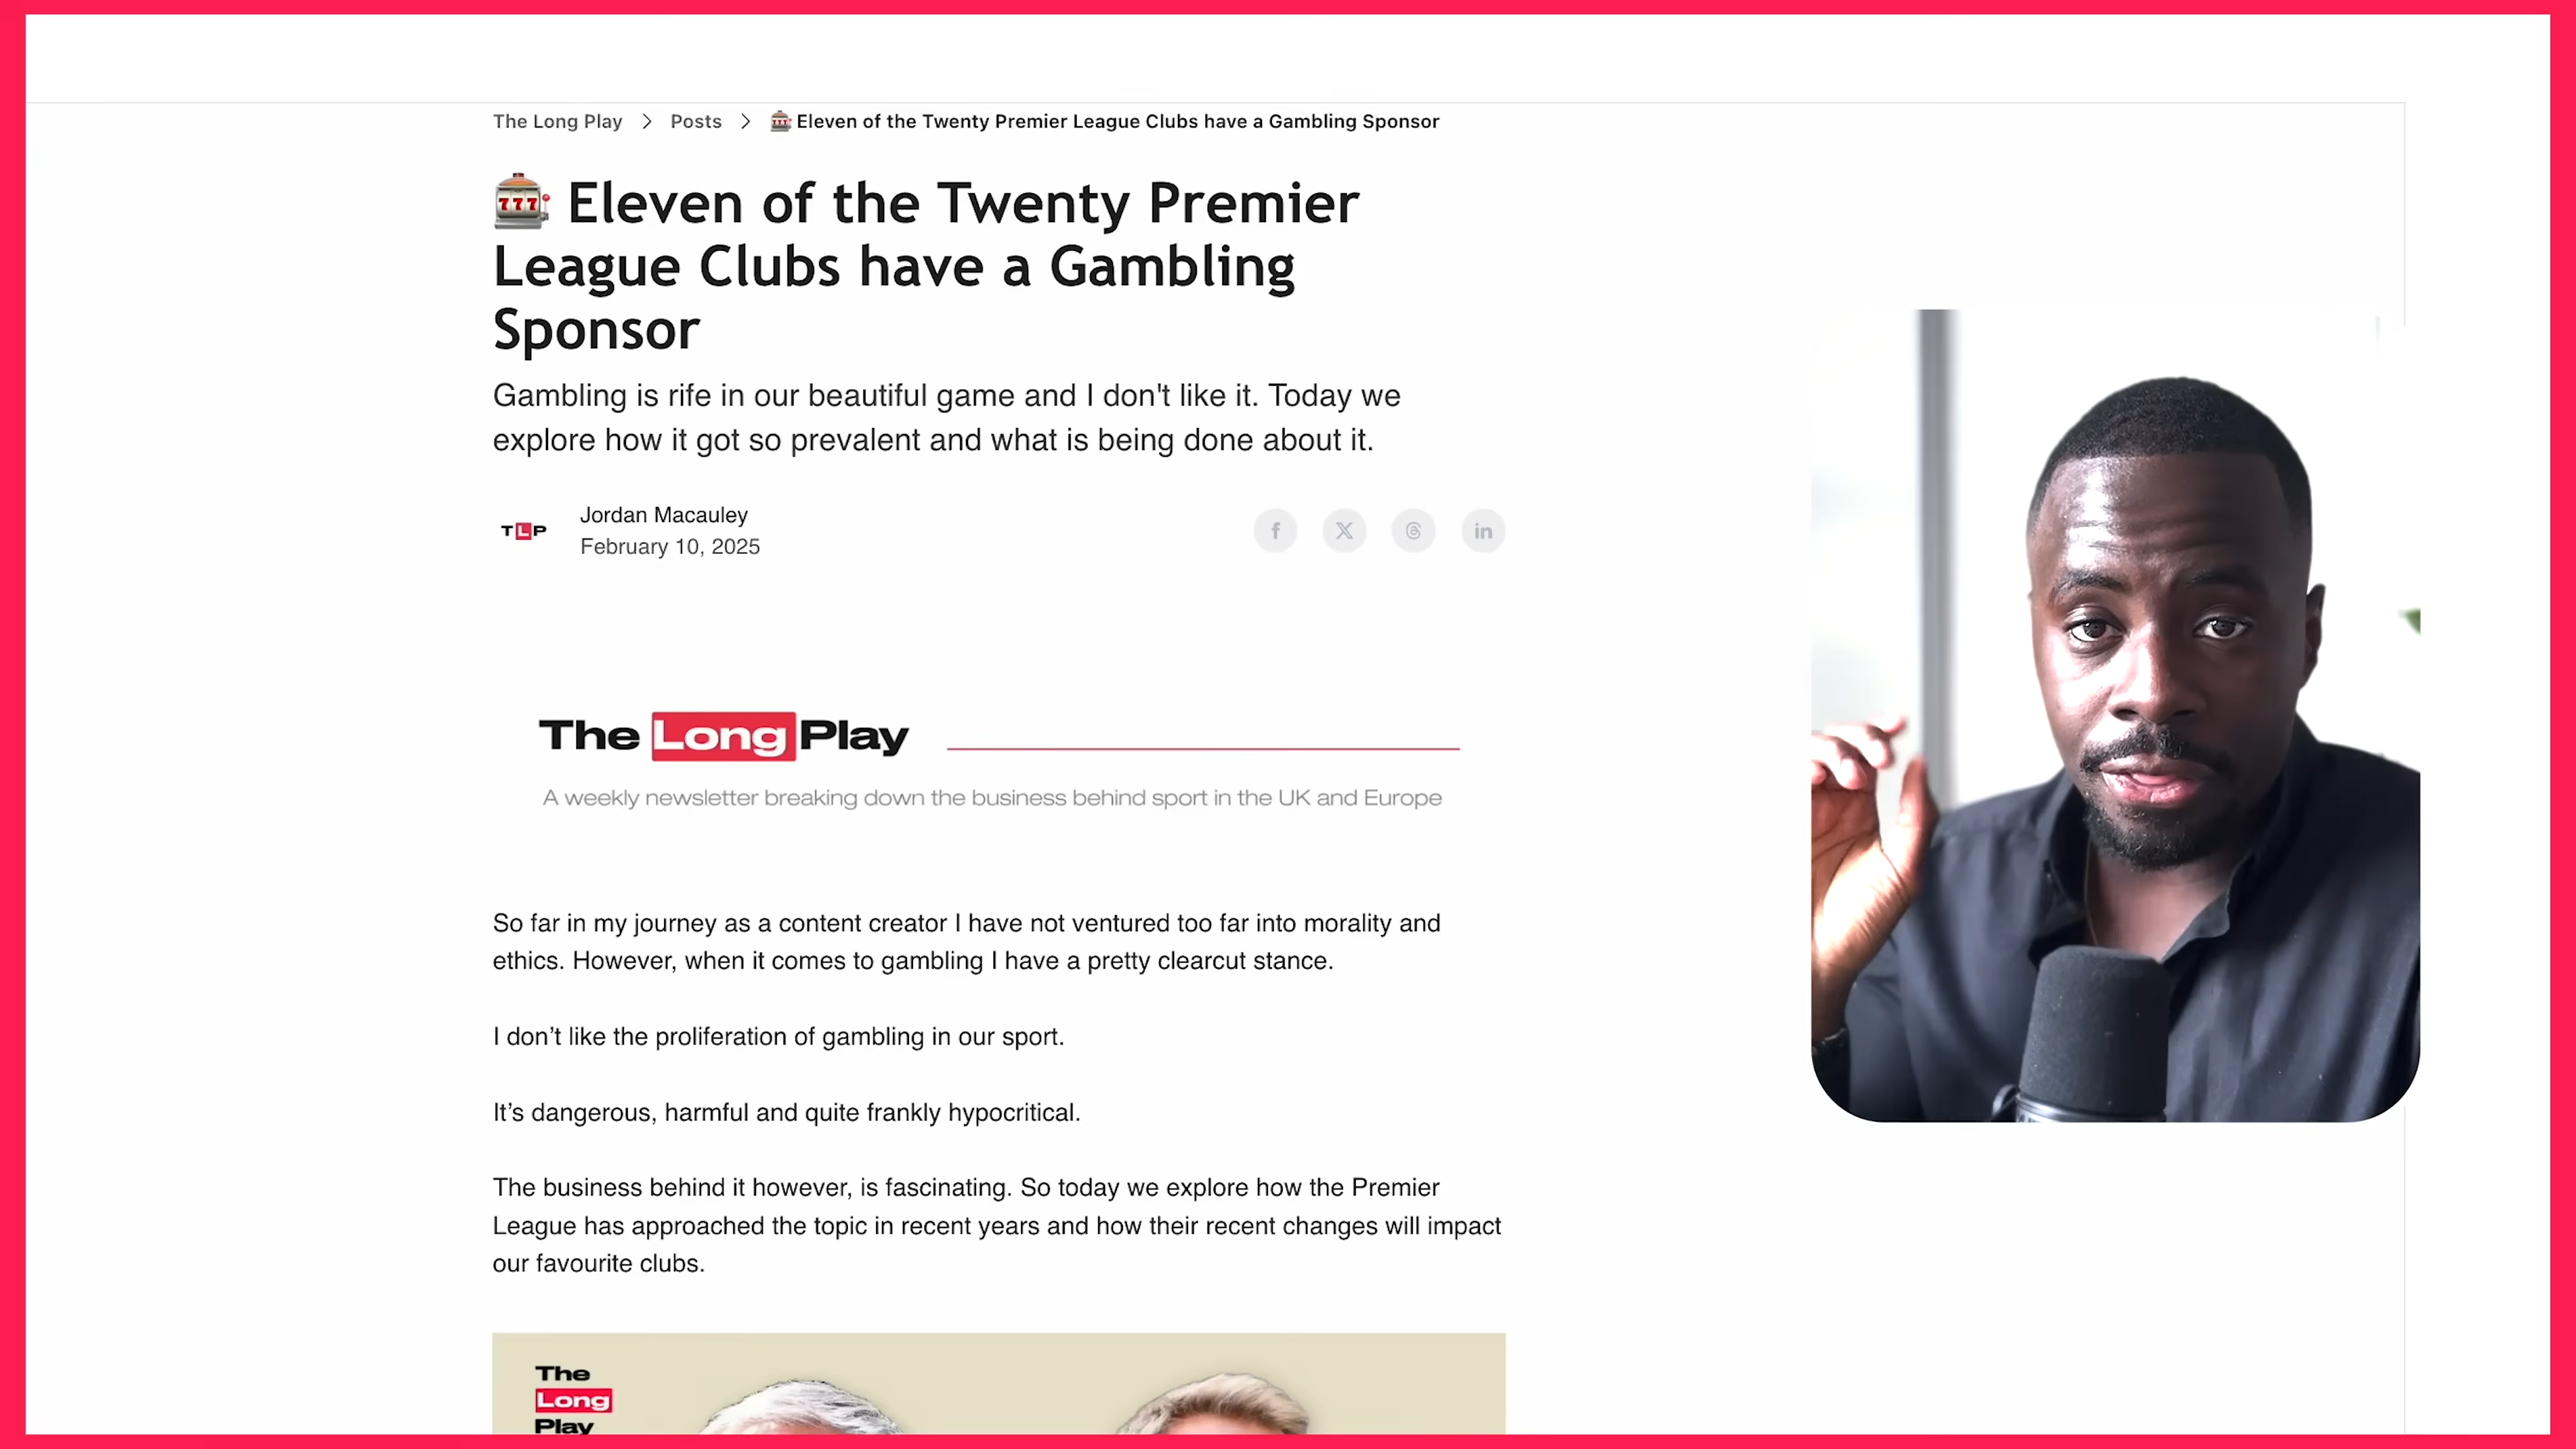 The Long Play > Posts > 🎰 Eleven of the Twenty Premier League Clubs have a Gambling Sponsor
🎰 Eleven of the Twenty Premier
League Clubs have a Gambling
Sponsor
Gambling is rife in our beautiful game and I don't like it. Today we
explore how it got so prevalent and what is being done about it.
TLP
Jordan Macauley
February 10, 2025
The Long Play
A weekly newsletter breaking down the business behind sport in the UK and Europe
So far in my journey as a content creator I have not ventured too far into morality and
ethics. However, when it comes to gambling I have a pretty clearcut stance.
I don’t like the proliferation of gambling in our sport.
It’s dangerous, harmful and quite frankly hypocritical.
The business behind it however, is fascinating. So today we explore how the Premier
League has approached the topic in recent years and how their recent changes will impact
our favourite clubs.
The
Long
Play